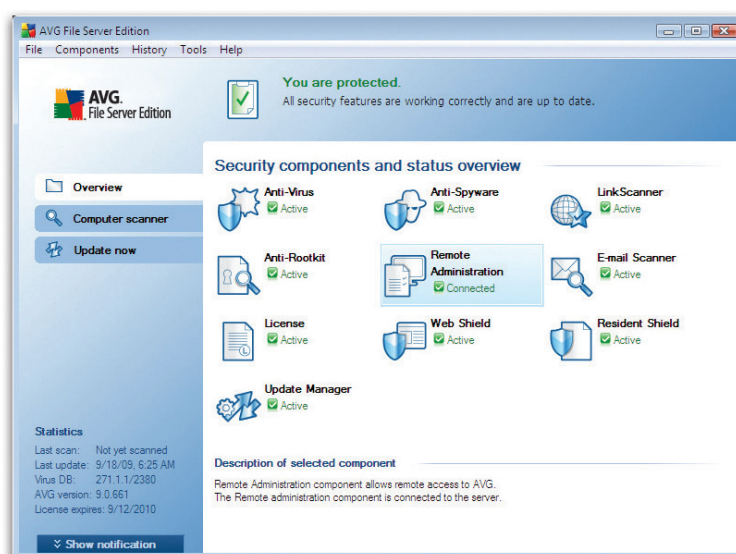 AVG File Server Edition
File Components History Tools Help
AVG.
File Server Edition
You are protected.
All security features are working correctly and are up to date.
Overview
Computer scanner
Update now
Security components and status overview
Anti-Virus
Active
Anti-Spyware
Active
LinkScanner
Active
Anti-Rootkit
Active
Remote
Administration
Connected
E-mail Scanner
Active
License
Active
Web Shield
Active
Resident Shield
Active
Update Manager
Active
Statistics
Last scan: Not yet scanned
Last update: 9/18/09, 6:25 AM
Virus DB: 271.1.1/2380
AVG version: 9.0.661
License expires: 9/12/2010
Show notification
Description of selected component
Remote Administration component allows remote access to AVG.
The Remote administration component is connected to the server.